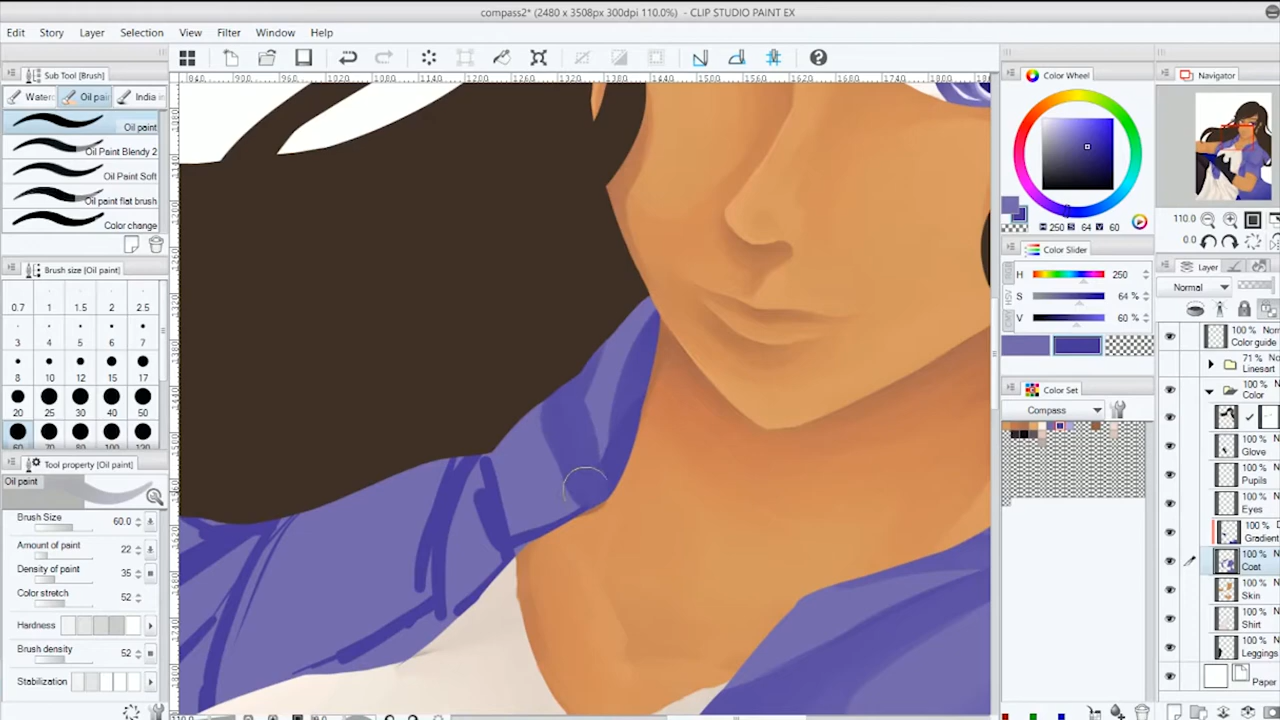 compass2* (2480 x 3508px 300dpi 110.0%) - CLIP STUDIO PAINT EX
Edit Story Layer Selection View Filter Window Help
Sub Tool [Brush]
Oil pai
India
Oil paint
Oil Paint Blendy 2
Oil Paint Soft
Oil paint flat brush
Color change
Brush size [Oil paint]
0.7 1 1.5 2 2.5
3 4 5 6 7
8 10 12 15 17
20 25 30 40 50
Tool property [Oil paint]
Oil paint
Brush Size 60.0
Amount of paint 22
Density of paint 35
Color stretch 52
Hardness
Brush density 52
Stabilization
Color Wheel
250 S 64 V 60
Color Slider
H 250
S 64 %
V 60 %
Color Set
Compass
Navigator
110.0
0.0
Layer
Normal
100% Norr
Color guide
71% N
Linesart
100%
Color
100%
100% N
Glove
100% N
Pupils
100% N
Eyes
100%
Gradient
100% N
Coat
100% N
Skin
100% N
Shirt
100% N
Leggings
Paper